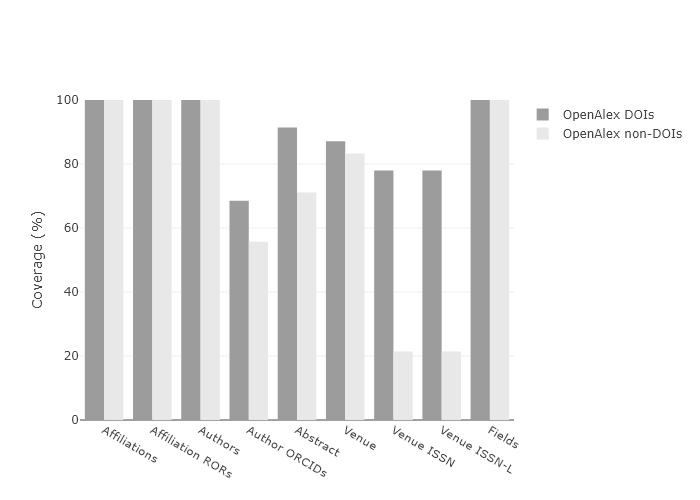 100
80
60
40
20
0
Coverage (%)
OpenAlex DOIs
OpenAlex non-DOIs
Affiliations
Affiliation RORs
Authors
Author ORCIDs
Abstract
Venue
Venue ISSN
Venue ISSN-L
Fields